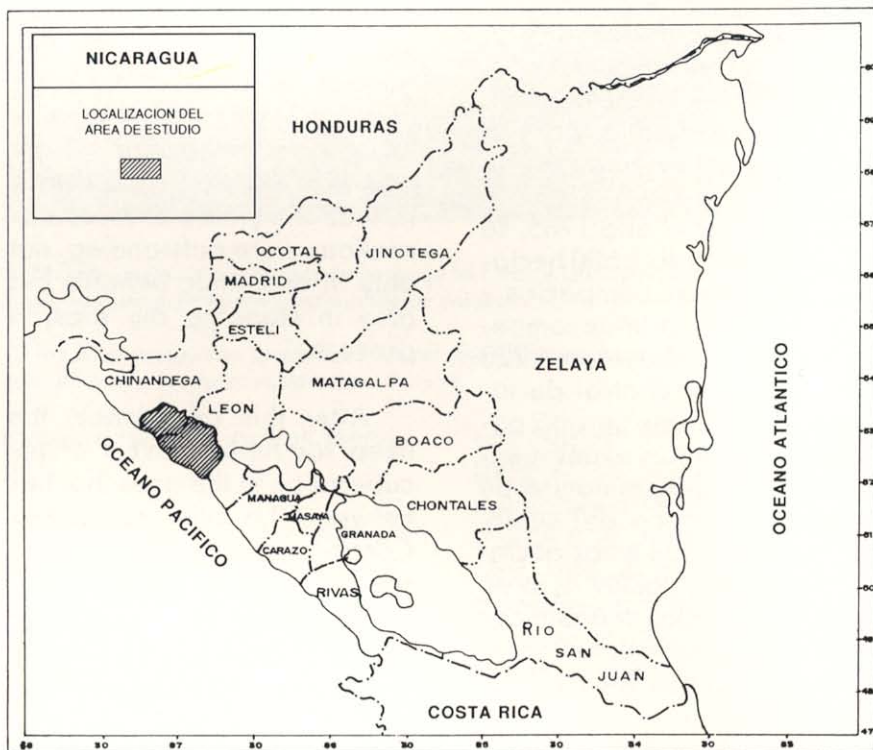 NICARAGUA
LOCALIZACION DEL
AREA DE ESTUDIO
HONDURAS
OCOTAL
JINOTEGA
MADRID
ESTELI
ZELAYA
CHINANDEGA
MATAGALPA
LEON
BOACO
OCEANO PACIFICO
OCEANO ATLANTICO
MANAGUA
CHONTALES
MASAYA
GRANADA
CARAZO
RIVAS
RIO
SAN
JUAN
COSTA RICA